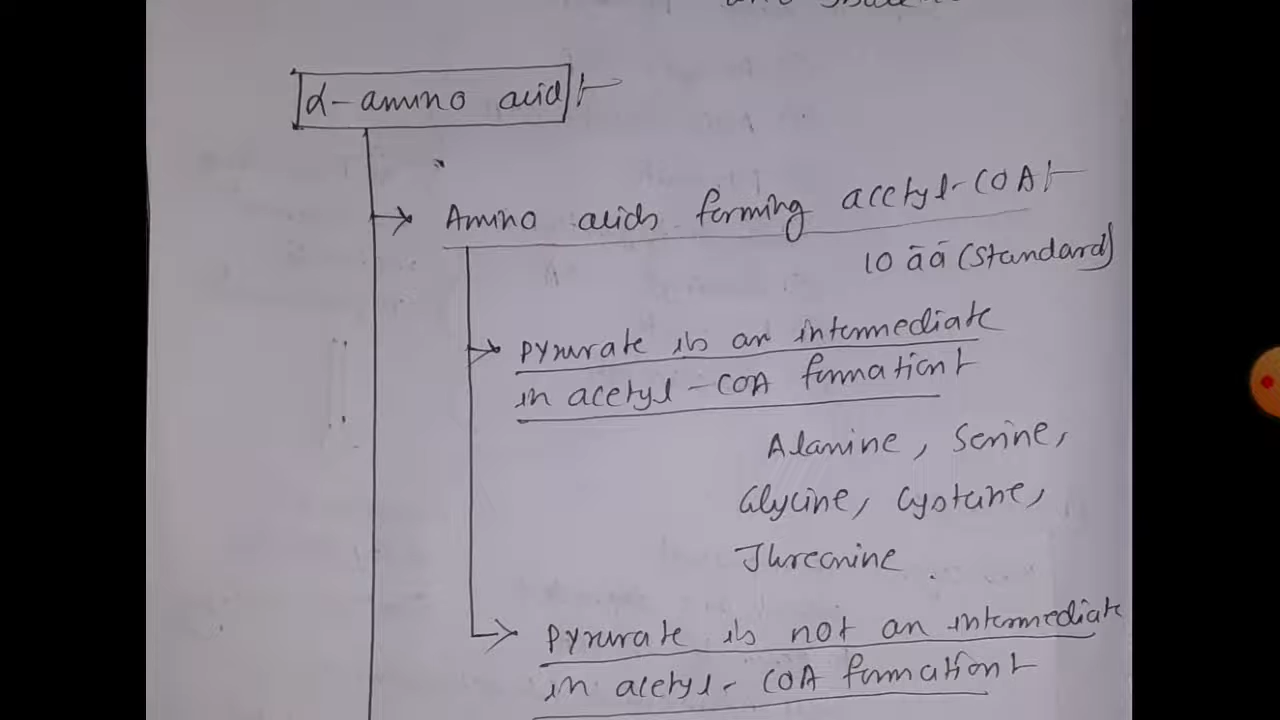 α-amino acid :-
Amino acids forming acetyl-COA :-
10 āā (standard)
Pyruvate is an intermediate
in acetyl-COA formation :-
Alanine, Serine,
Glycine, Cysteine,
Threonine.
Pyruvate is not an intermediate
in acetyl-COA formation :-